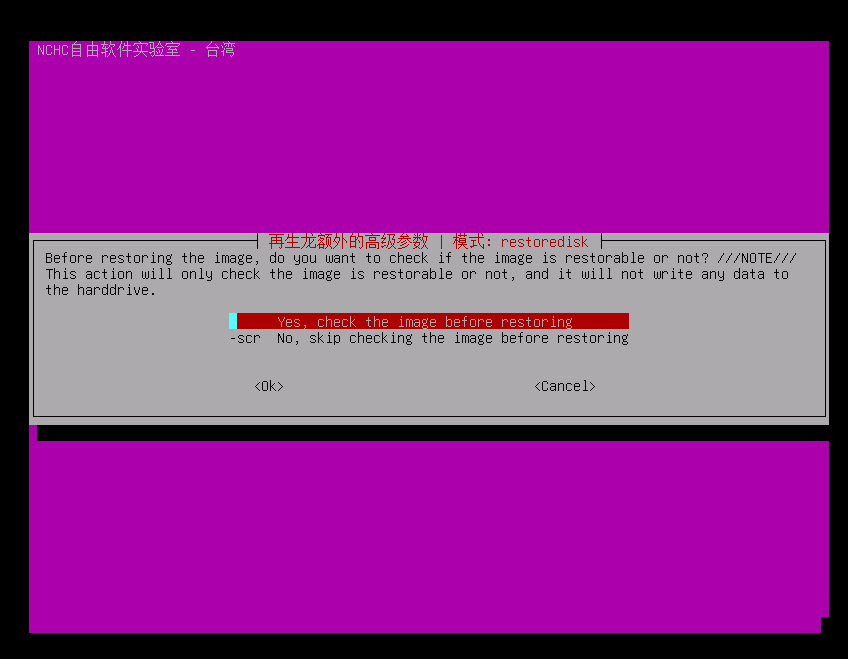 NCHC自由软件实验室 - 台湾
再生龙额外的高级参数 | 模式: restoredisk
Before restoring the image, do you want to check if the image is restorable or not? ///NOTE///
This action will only check the image is restorable or not, and it will not write any data to
the harddrive.
Yes, check the image before restoring
-scr  No, skip checking the image before restoring
<Ok> <Cancel>